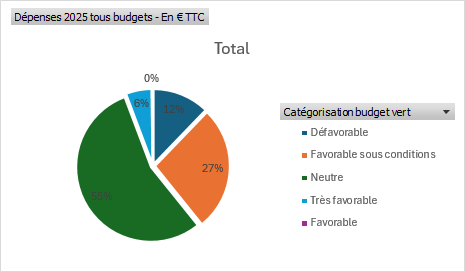 Dépenses 2025 tous budgets - En € TTC
Total
0%
6%
12%
27%
55%
Catégorisation budget vert
Défavorable
Favorable sous conditions
Neutre
Très favorable
Favorable